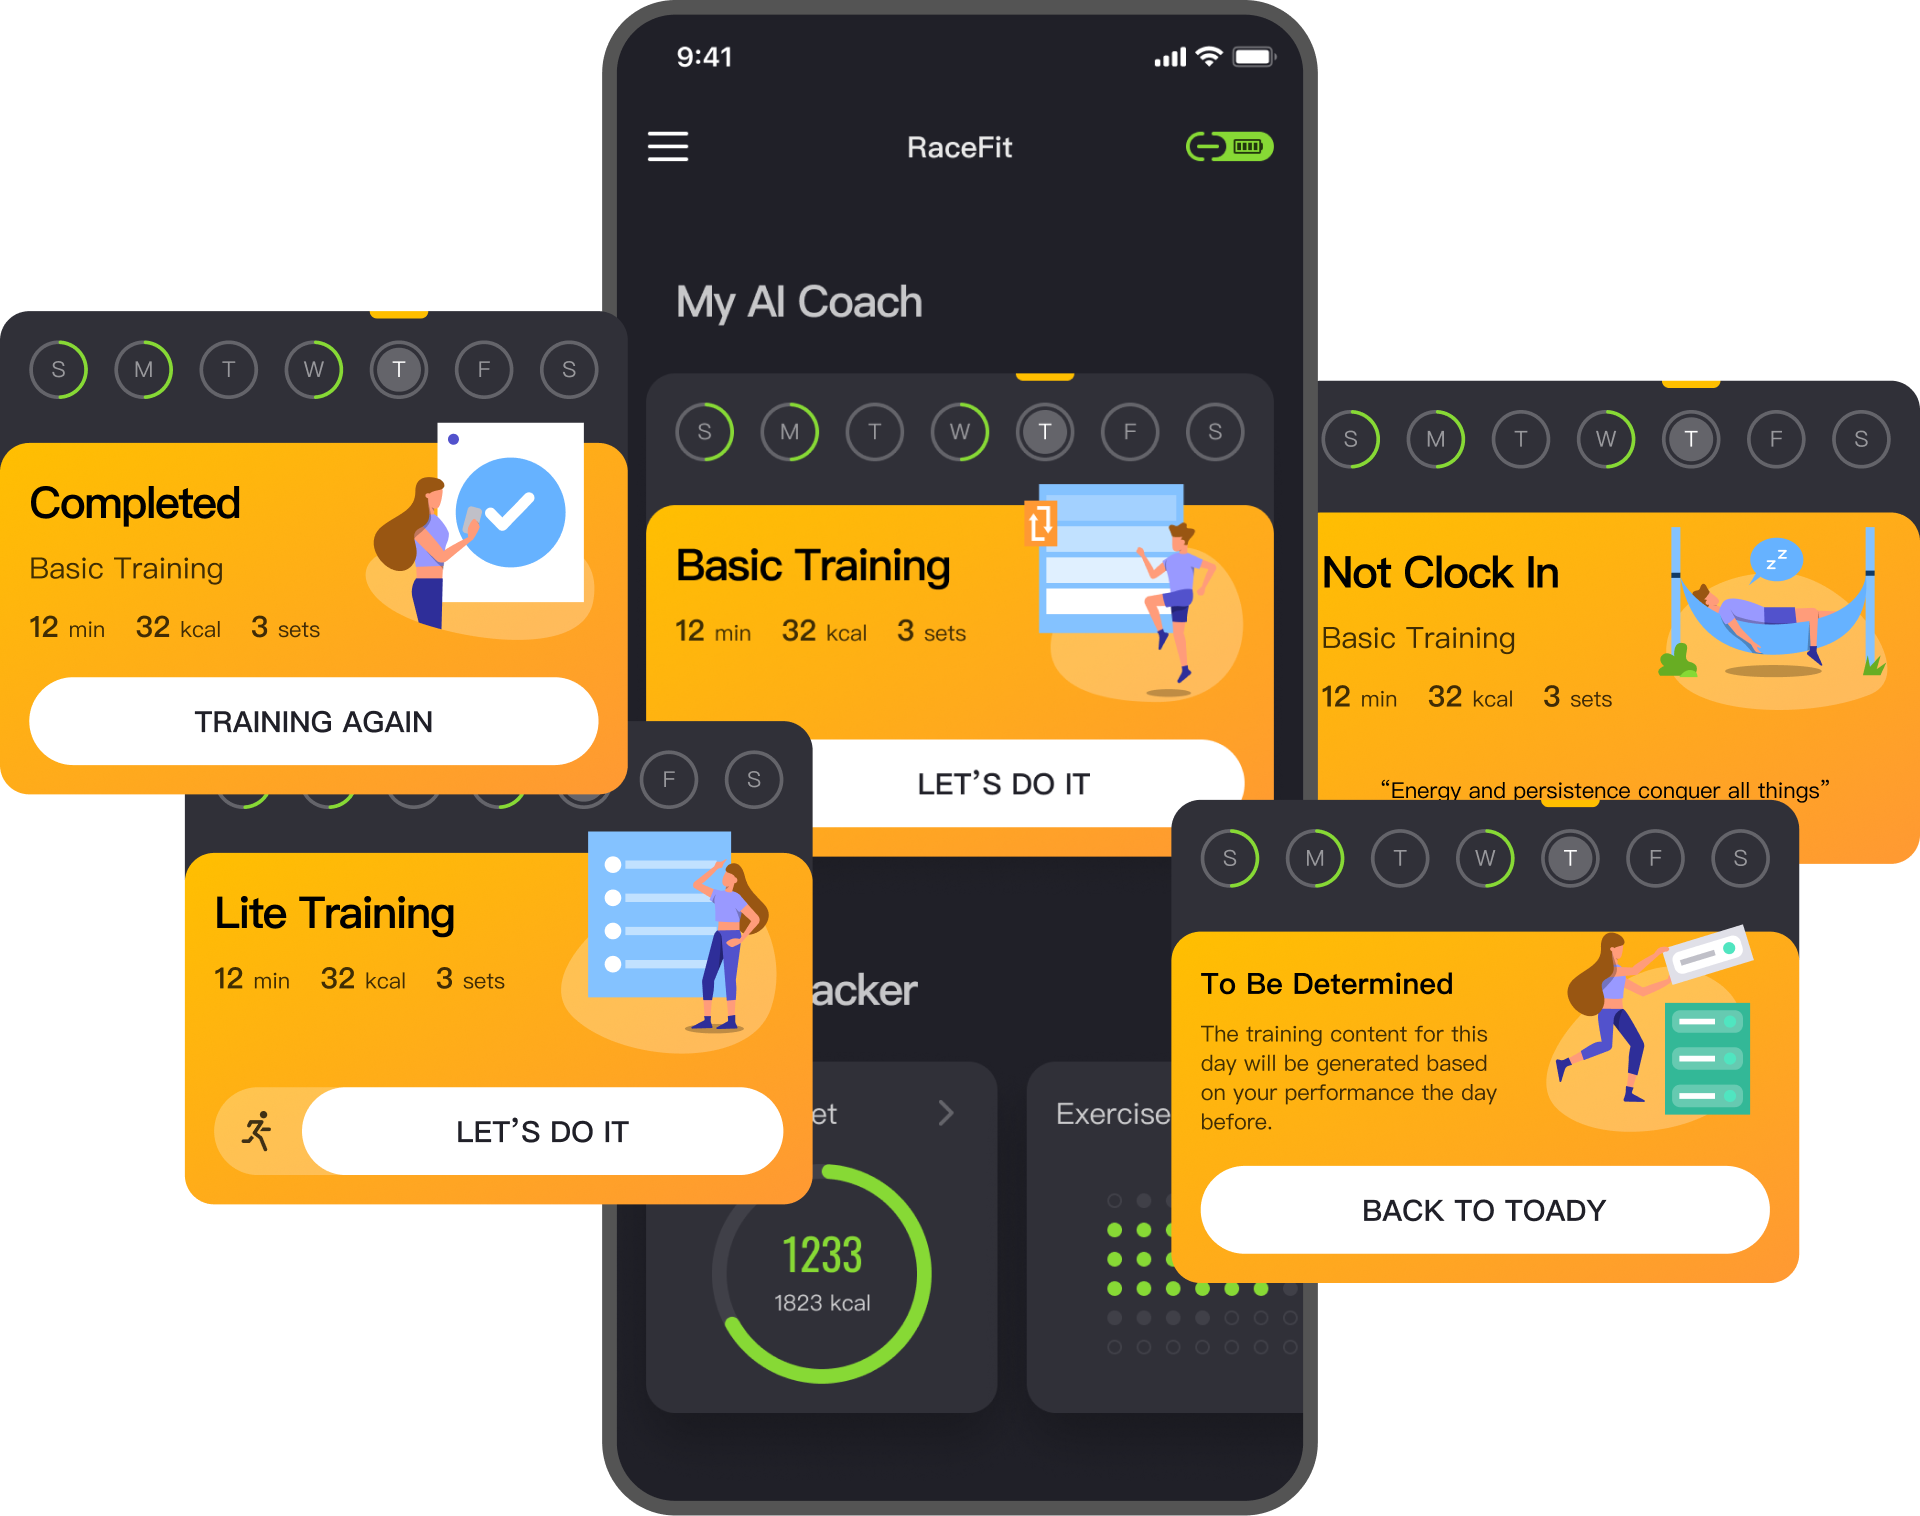 9:41
RaceFit
My AI Coach
S M T W T F S
Basic Training
12 min 32 kcal 3 sets
LET’S DO IT
S M T W T F S
Completed
Basic Training
12 min 32 kcal 3 sets
TRAINING AGAIN
F S
Lite Training
12 min 32 kcal 3 sets
LET’S DO IT
S M T W T F S
Not Clock In
Basic Training
12 min 32 kcal 3 sets
“Energy and persistence conquer all things”
z z
S M T W T F S
To Be Determined
The training content for this
day will be generated based
on your performance the day
before.
BACK TO TOADY
acker
et
1233
1823 kcal
Exercise